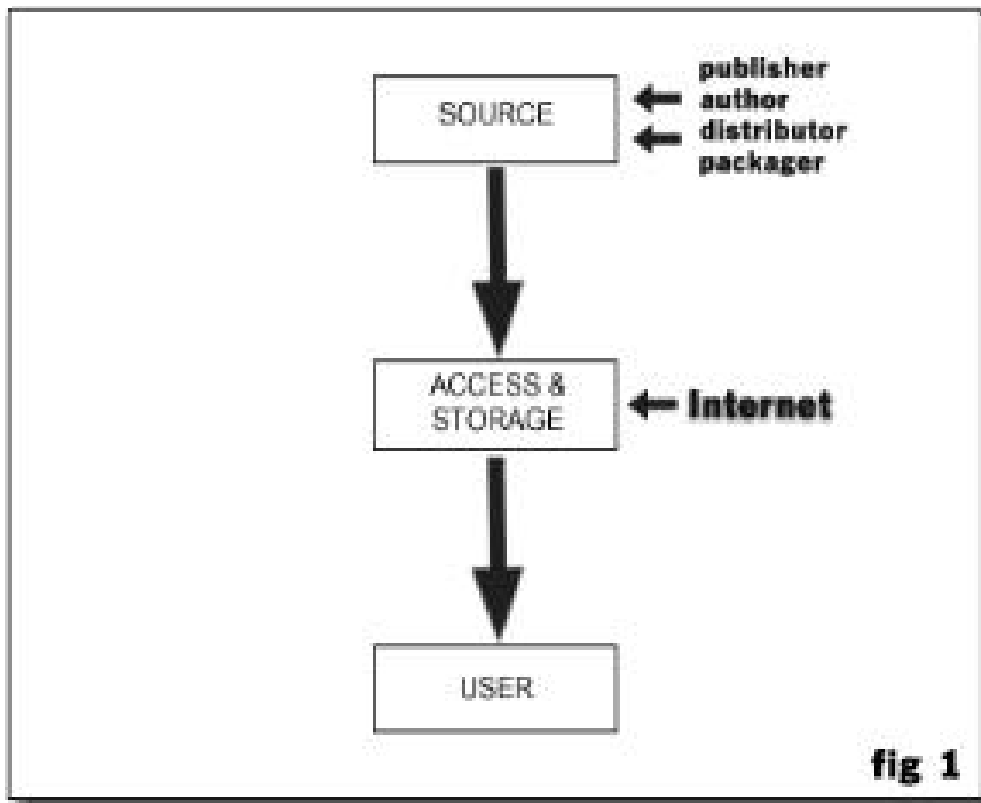 SOURCE
publisher
author
distributor
packager
ACCESS &
STORAGE
Internet
USER
fig 1